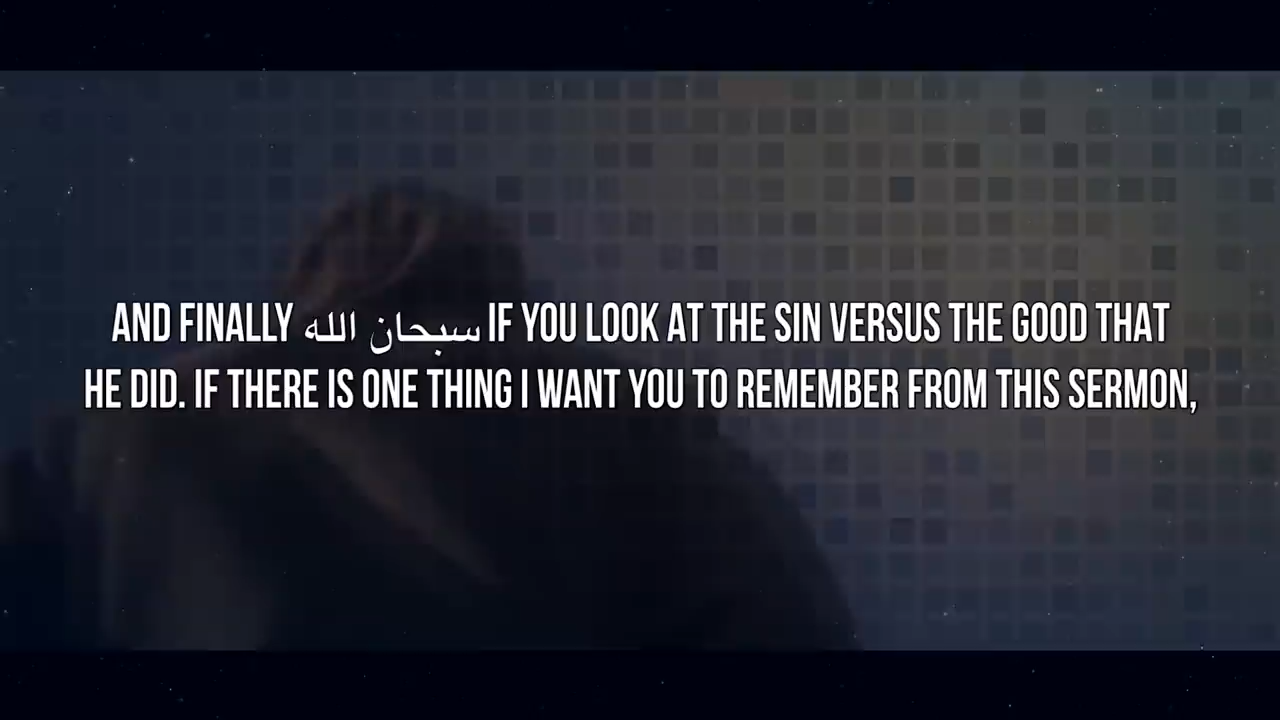 AND FINALLY سبحان الله IF YOU LOOK AT THE SIN VERSUS THE GOOD THAT
HE DID. IF THERE IS ONE THING I WANT YOU TO REMEMBER FROM THIS SERMON,